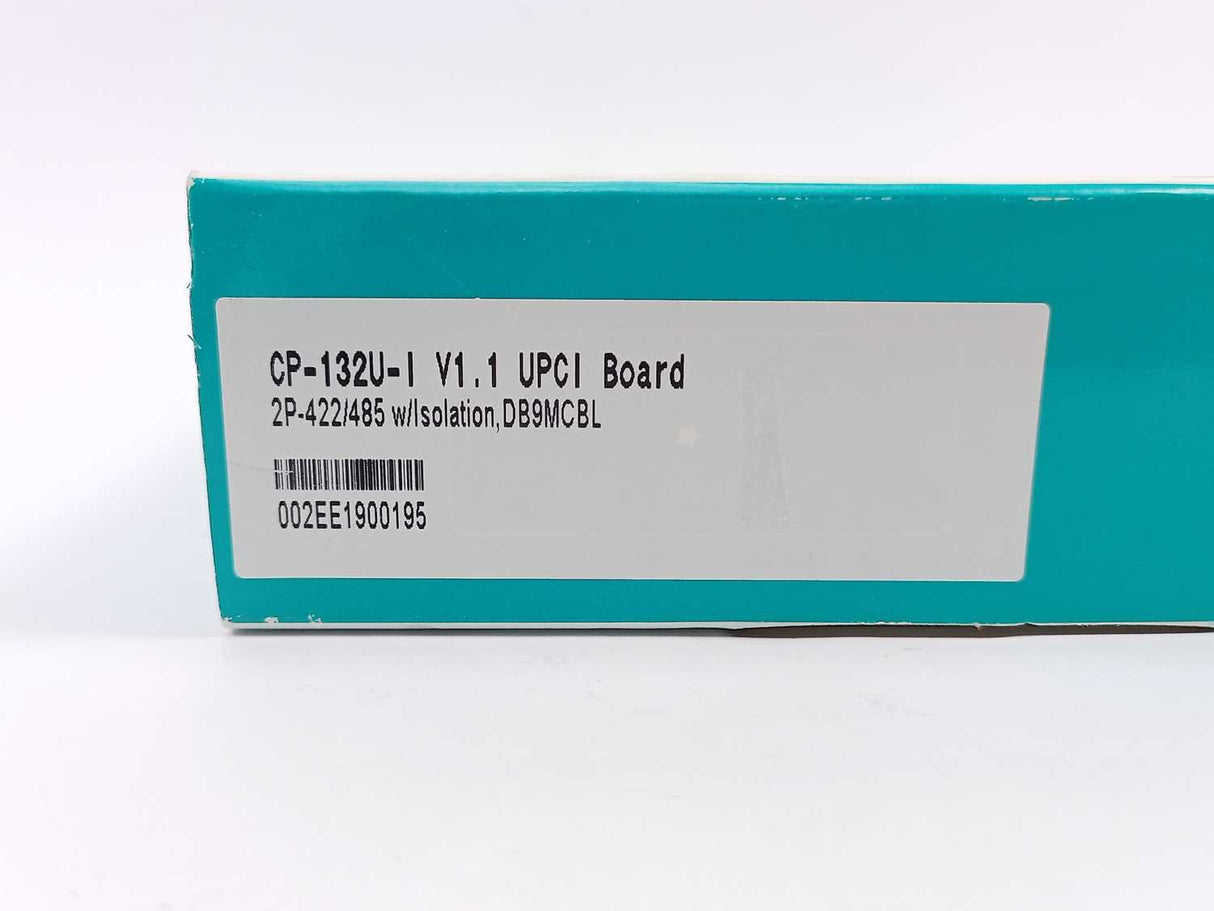 CP-132U-I V1.1 UPCI Board
2P-422/485 w/Isolation,DB9MCBL
002EE1900195